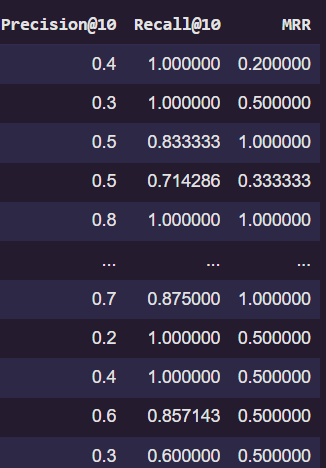 Precision@10 Recall@10 MRR
0.4 1.000000 0.200000
0.3 1.000000 0.500000
0.5 0.833333 1.000000
0.5 0.714286 0.333333
0.8 1.000000 1.000000
... ... ...
0.7 0.875000 1.000000
0.2 1.000000 0.500000
0.4 1.000000 0.500000
0.6 0.857143 0.500000
0.3 0.600000 0.500000